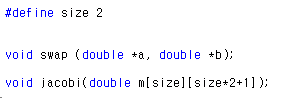 #define size 2
void swap (double *a, double *b);
void jacobi(double m[size][size*2+1]);